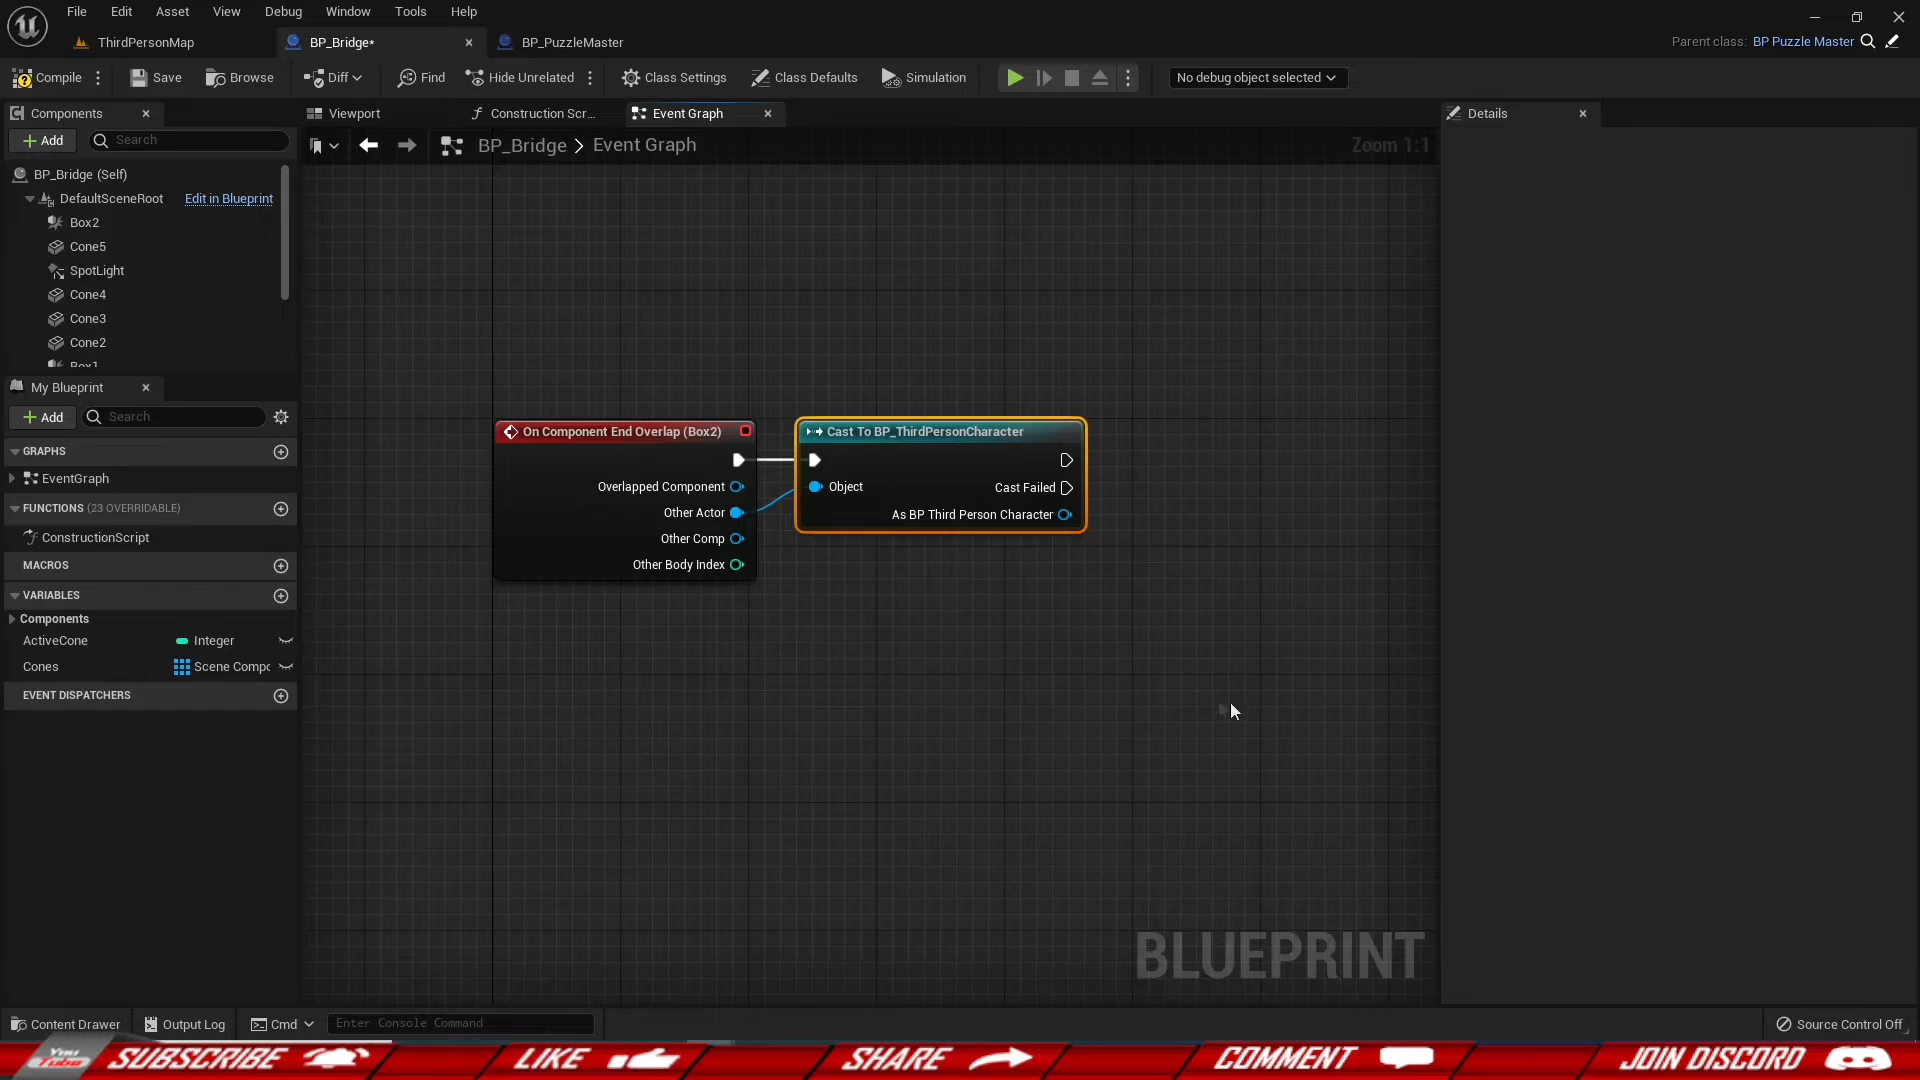 File Edit Asset View Debug Window Tools Help
ThirdPersonMap BP_Bridge* BP_PuzzleMaster
Parent class: BP Puzzle Master
Compile Save Browse Diff Find Hide Unrelated Class Settings Class Defaults Simulation No debug object selected
Components Viewport Construction Scr... Event Graph Details
Add Search
BP_Bridge > Event Graph
Zoom 1:1
BP_Bridge (Self)
DefaultSceneRoot Edit in Blueprint
Box2
Cone5
SpotLight
Cone4
Cone3
Cone2
Box1
My Blueprint
Add Search
GRAPHS
EventGraph
FUNCTIONS (23 OVERRIDABLE)
ConstructionScript
MACROS
VARIABLES
Components
ActiveCone Integer
Cones Scene Compo
EVENT DISPATCHERS
On Component End Overlap (Box2)
Overlapped Component
Other Actor
Other Comp
Other Body Index
Cast To BP_ThirdPersonCharacter
Object
Cast Failed
As BP Third Person Character
BLUEPRINT
Content Drawer Output Log Cmd Enter Console Command Source Control Off
You Tube SUBSCRIBE LIKE SHARE COMMENT JOIN DISCORD